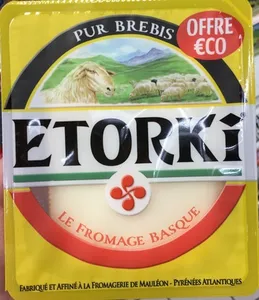 PUR BREBIS
OFFRE
€CO
ETORKi
LE FROMAGE BASQUE
FABRIQUÉ ET AFFINÉ À LA FROMAGERIE DE MAULÉON - PYRÉNÉES ATLANTIQUES